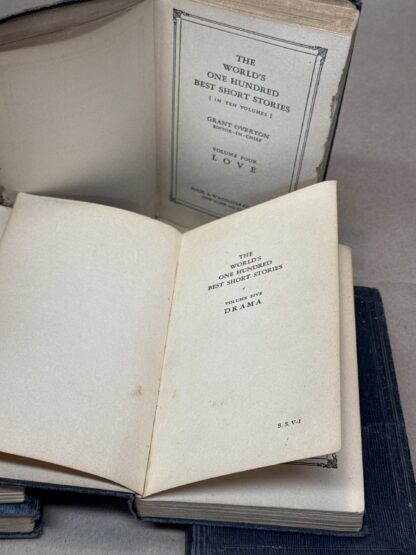 THE
WORLD'S
ONE HUNDRED
BEST SHORT STORIES
[ IN TEN VOLUMES ]
GRANT OVERTON
EDITOR-IN-CHIEF
VOLUME FOUR
LOVE
THE
WORLD'S
ONE HUNDRED
BEST SHORT STORIES
VOLUME FIVE
DRAMA
S. S. V-I